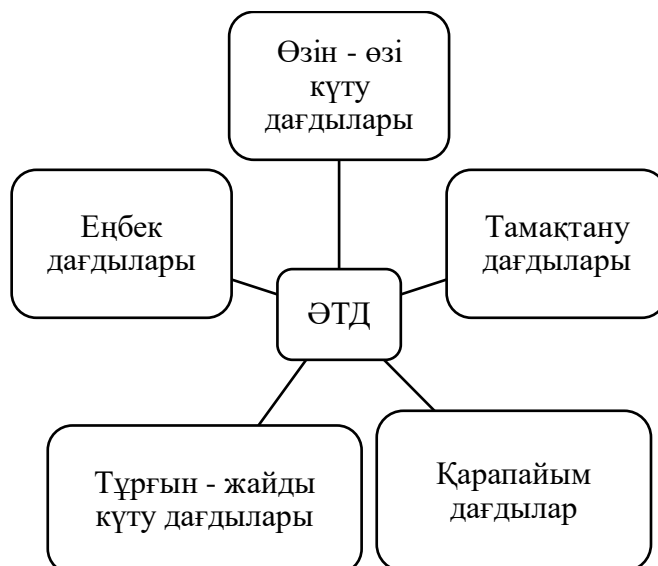 Өзін - өзі
күту
дағдылары
Еңбек
дағдылары
Тамақтану
дағдылары
ӘТД
Тұрғын - жайды
күту дағдылары
Қарапайым
дағдылар